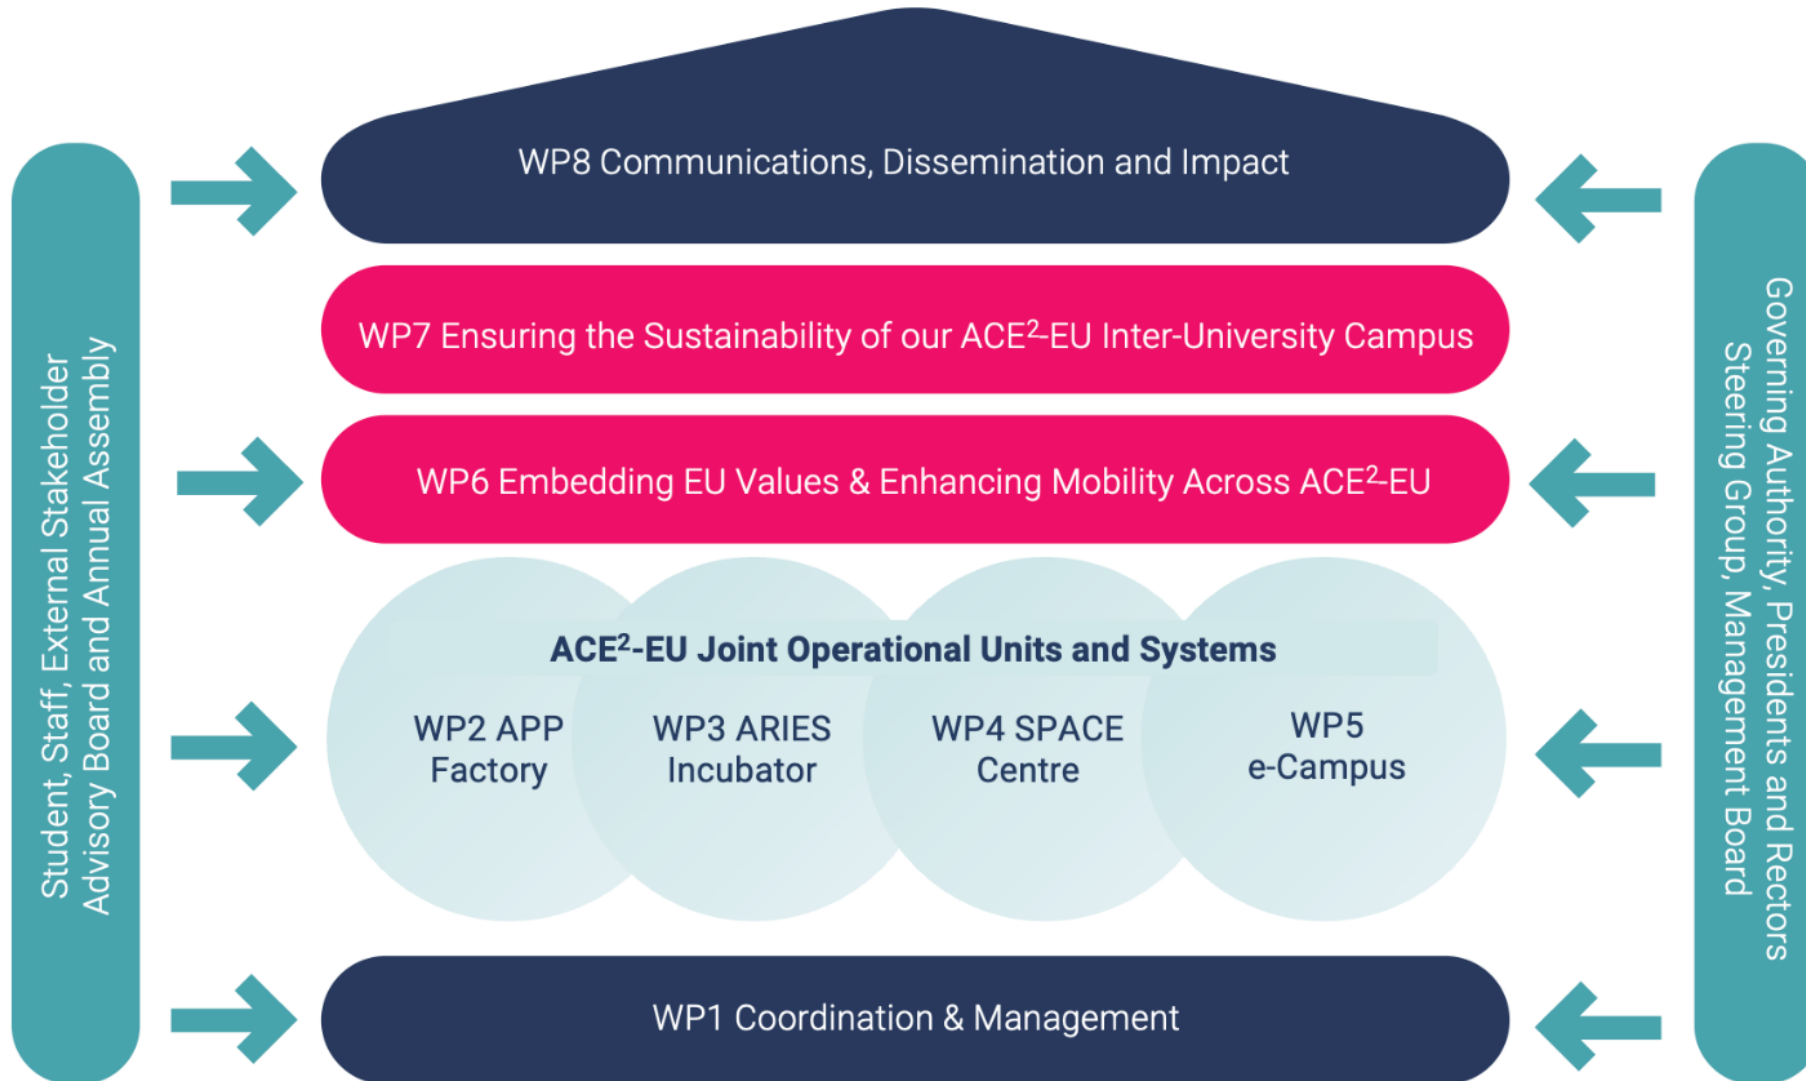 WP8 Communications, Dissemination and Impact
WP7 Ensuring the Sustainability of our ACE²-EU Inter-University Campus
WP6 Embedding EU Values & Enhancing Mobility Across ACE²-EU
ACE²-EU Joint Operational Units and Systems
WP2 APP
Factory
WP3 ARIES
Incubator
WP4 SPACE
Centre
WP5
e-Campus
WP1 Coordination & Management
Student, Staff, External Stakeholder
Advisory Board and Annual Assembly
Governing Authority, Presidents and Rectors
Steering Group, Management Board